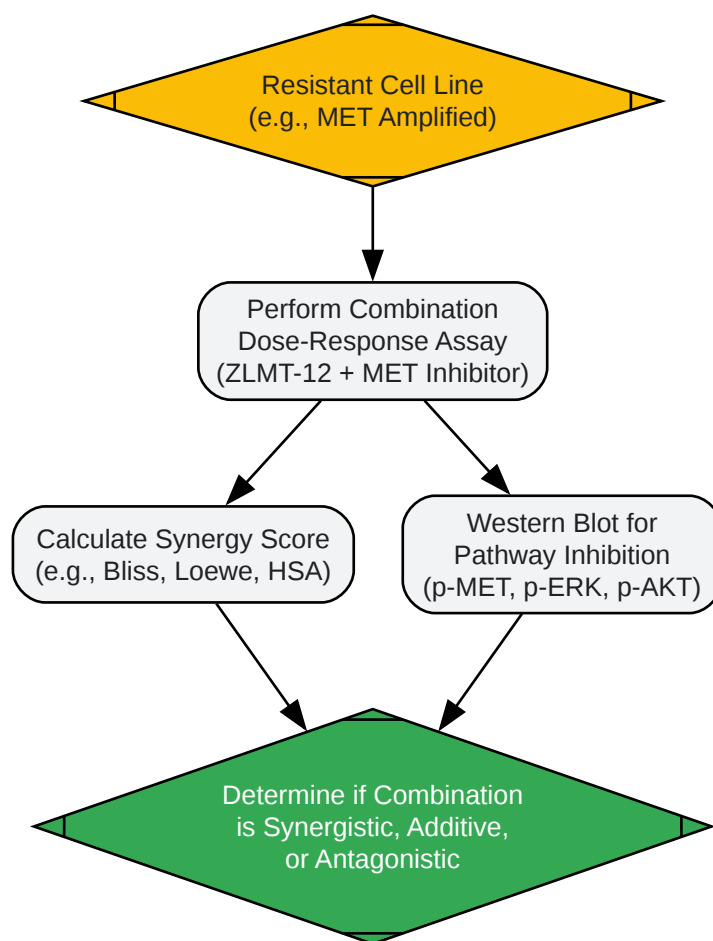 Resistant Cell Line
(e.g., MET Amplified)
Perform Combination
Dose-Response Assay
(ZLMT-12 + MET Inhibitor)
Calculate Synergy Score
(e.g., Bliss, Loewe, HSA)
Western Blot for
Pathway Inhibition
(p-MET, p-ERK, p-AKT)
Determine if Combination
is Synergistic, Additive,
or Antagonistic